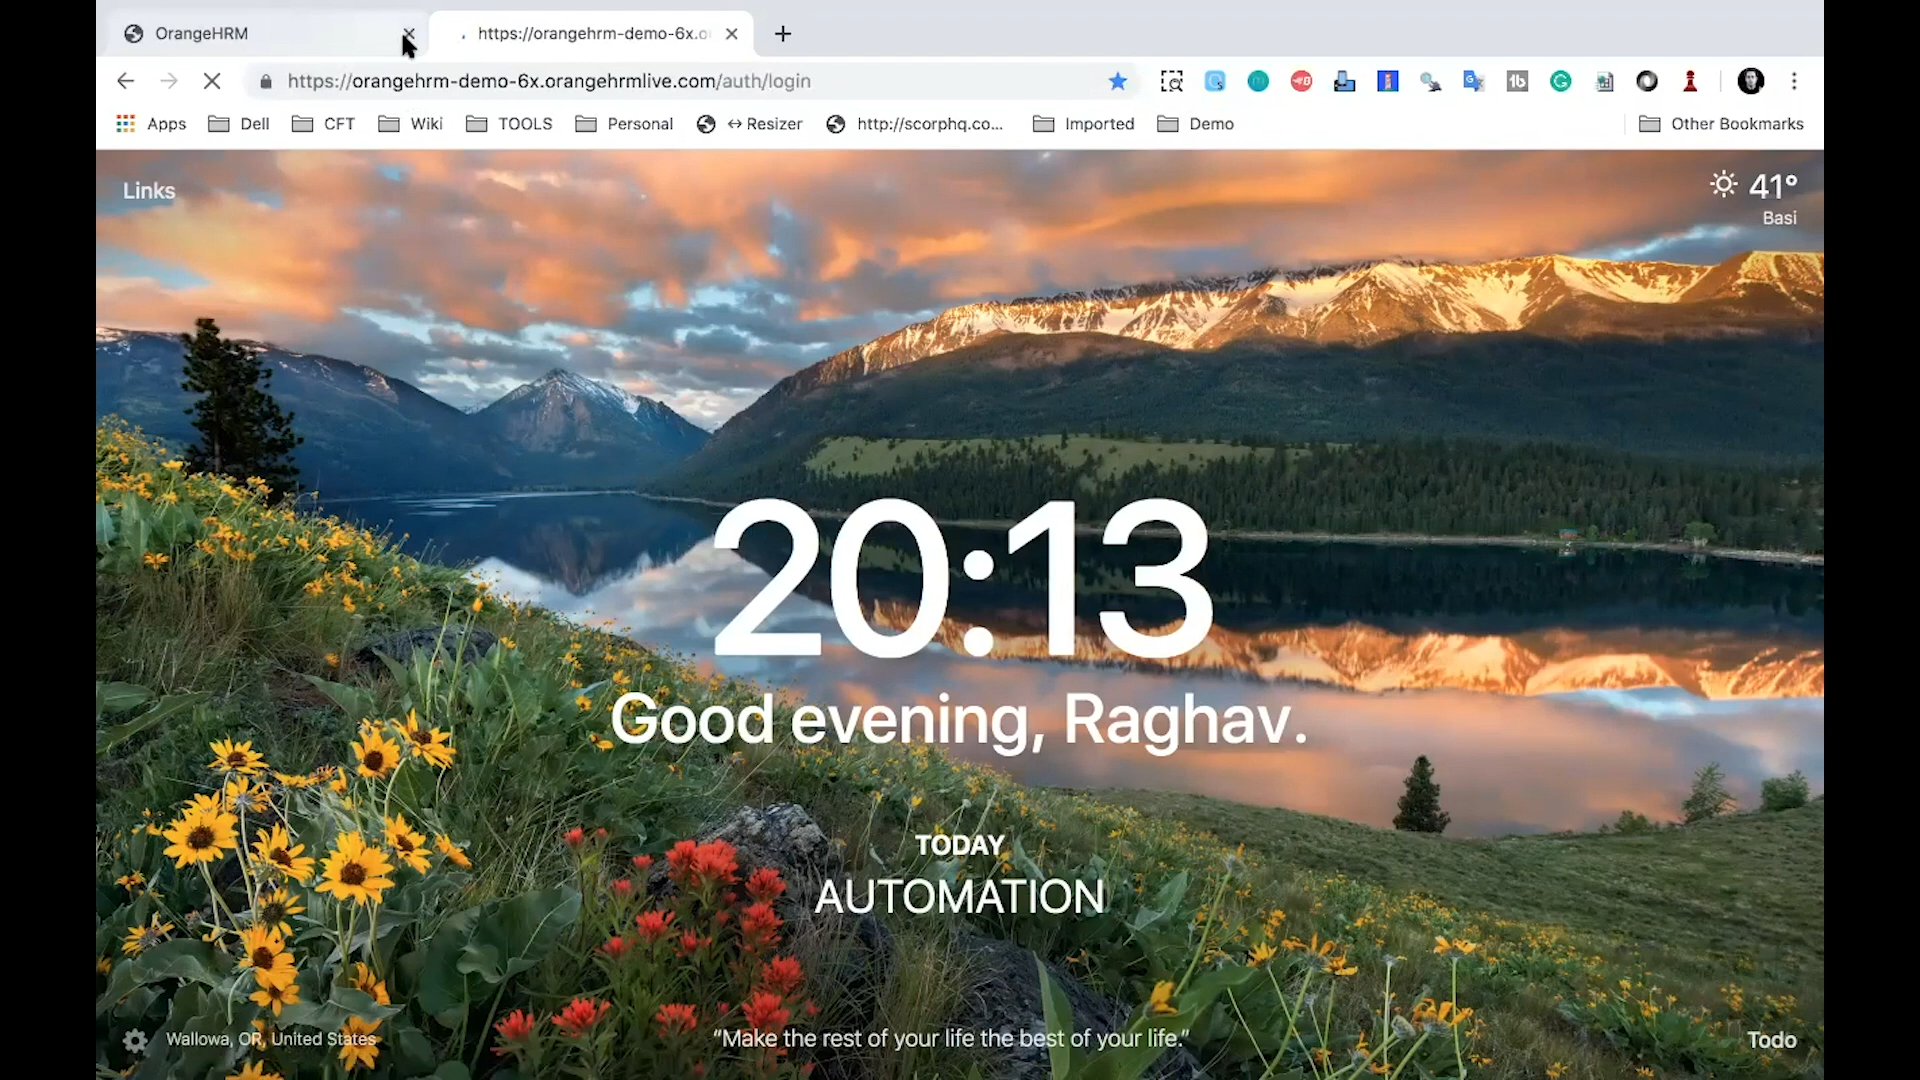 OrangeHRM
https://orangehrm-demo-6x.o
https://orangehrm-demo-6x.orangehrmlive.com/auth/login
Apps Dell CFT Wiki TOOLS Personal ↔ Resizer http://scorphq.co... Imported Demo Other Bookmarks
Links
41°
Basi
20:13
Good evening, Raghav.
TODAY
AUTOMATION
Wallowa, OR, United States
“Make the rest of your life the best of your life.”
Todo